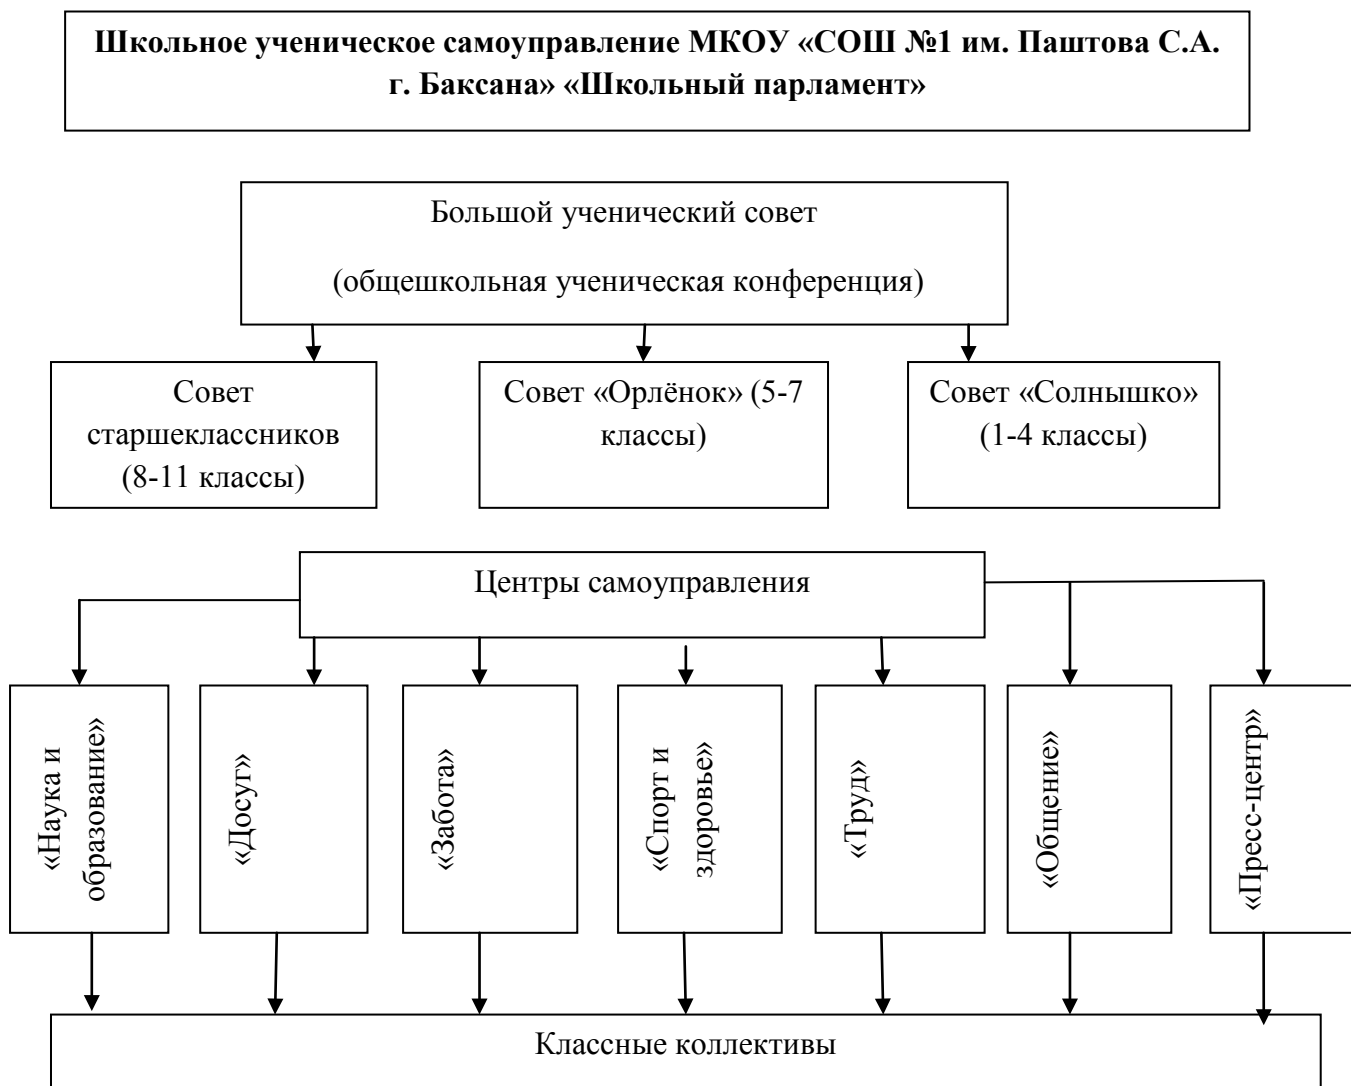 Школьное ученическое самоуправление МКОУ «СОШ №1 им. Паштова С.А.
г. Баксана» «Школьный парламент»
Большой ученический совет
(общешкольная ученическая конференция)
Совет
старшеклассников
(8-11 классы)
Совет «Орлёнок» (5-7
классы)
Совет «Солнышко»
(1-4 классы)
Центры самоуправления
«Наука и
образование»
«Досуг»
«Забота»
«Спорт и
здоровье»
«Труд»
«Общение»
«Пресс-центр»
Классные коллективы